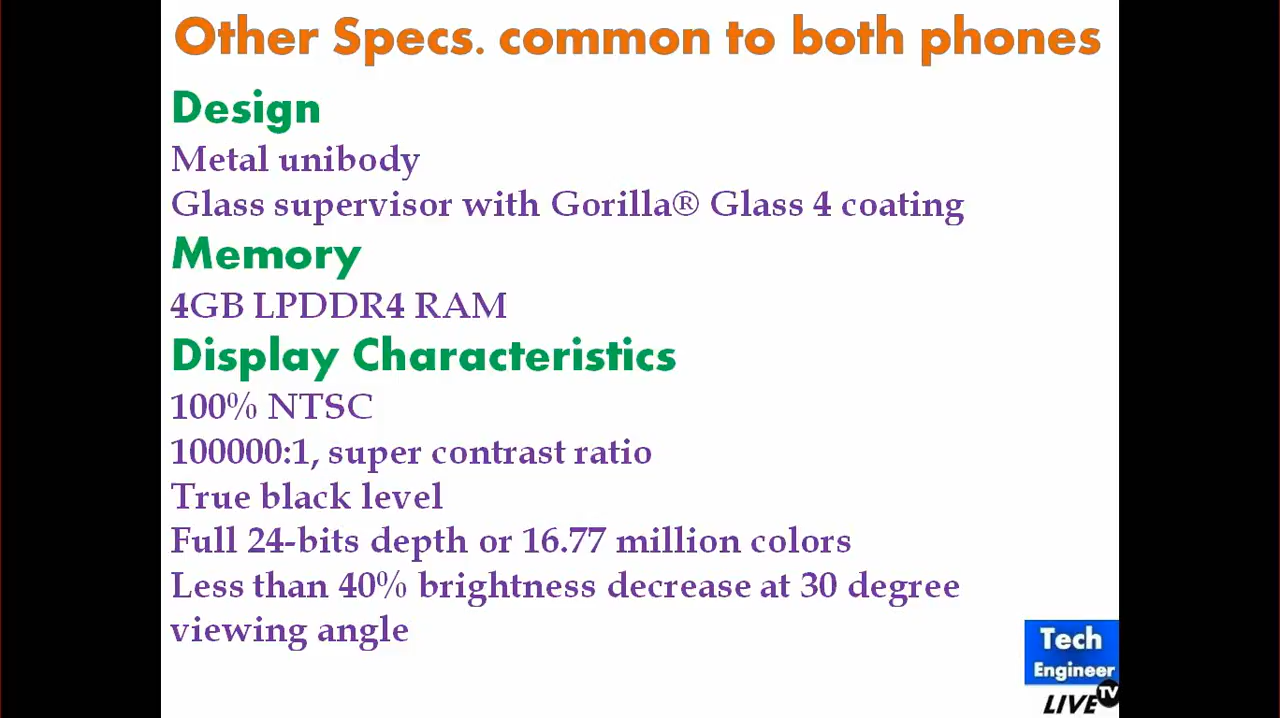 Other Specs. common to both phones
Design
Metal unibody
Glass supervisor with Gorilla® Glass 4 coating
Memory
4GB LPDDR4 RAM
Display Characteristics
100% NTSC
100000:1, super contrast ratio
True black level
Full 24-bits depth or 16.77 million colors
Less than 40% brightness decrease at 30 degree
viewing angle
Tech
Engineer
LIVE TV